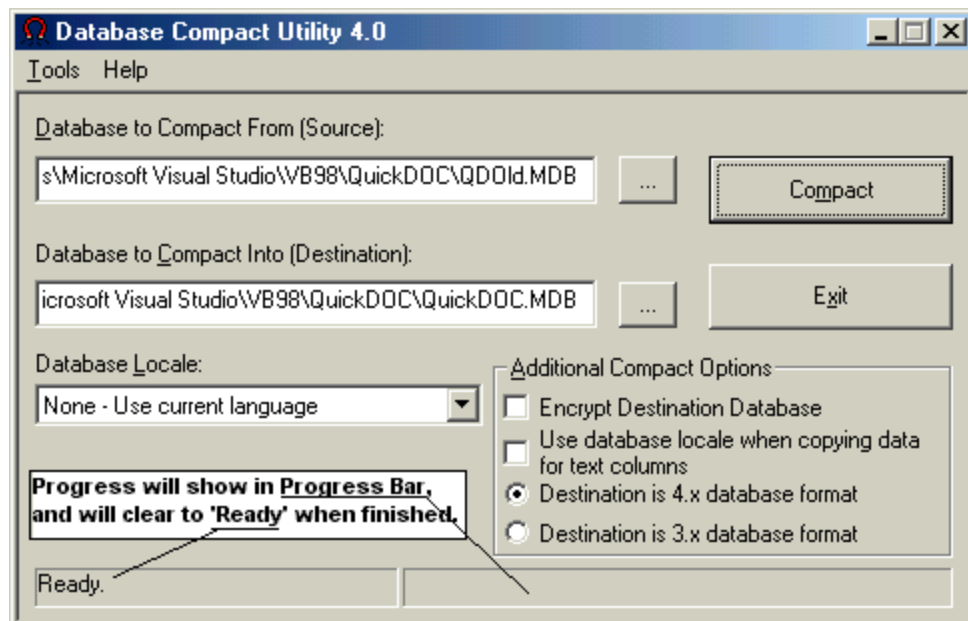 Database Compact Utility 4.0
Tools Help
Database to Compact From (Source):
s\Microsoft Visual Studio\VB98\QuickDOC\QDOld.MDB
...
Compact
Database to Compact Into (Destination):
icrosoft Visual Studio\VB98\QuickDOC\QuickDOC.MDB
...
Exit
Database Locale:
None - Use current language
Additional Compact Options
Encrypt Destination Database
Use database locale when copying data
for text columns
Destination is 4.x database format
Destination is 3.x database format
Progress will show in Progress Bar,
and will clear to 'Ready' when finished.
Ready.